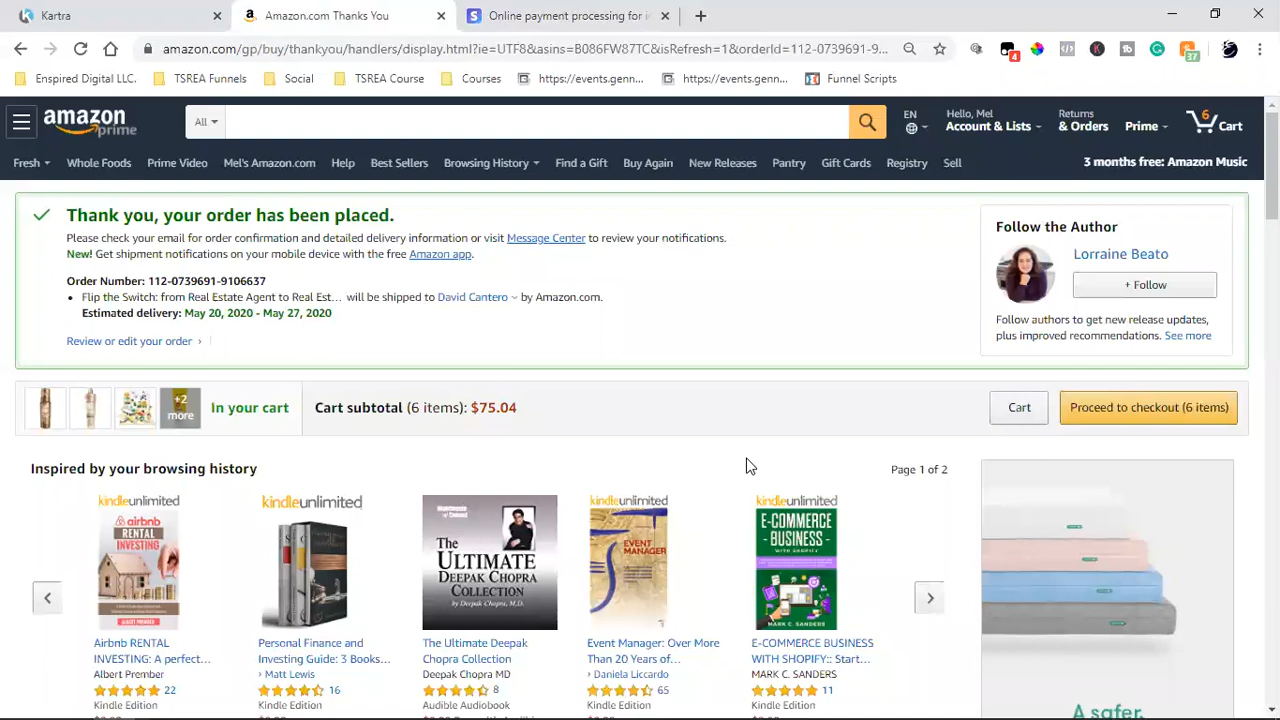 Kartra
Amazon.com Thanks You
Online payment processing for i
amazon.com/gp/buy/thankyou/handlers/display.html?ie=UTF8&asins=B086FW87TC&isRefresh=1&orderId=112-0739691-9...
4
37
Enspired Digital LLC.
TSREA Funnels
Social
TSREA Course
Courses
https://events.genn...
https://events.genn...
Funnel Scripts
amazon prime
All
EN
Hello, Mel
Account & Lists
Returns
& Orders
Prime
6
Cart
Fresh
Whole Foods
Prime Video
Mel's Amazon.com
Help
Best Sellers
Browsing History
Find a Gift
Buy Again
New Releases
Pantry
Gift Cards
Registry
Sell
3 months free: Amazon Music
Thank you, your order has been placed.
Please check your email for order confirmation and detailed delivery information or visit Message Center to review your notifications.
New! Get shipment notifications on your mobile device with the free Amazon app.
Order Number: 112-0739691-9106637
• Flip the Switch: from Real Estate Agent to Real Est... will be shipped to David Cantero by Amazon.com.
Estimated delivery: May 20, 2020 - May 27, 2020
Review or edit your order ›
Follow the Author
Lorraine Beato
+ Follow
Follow authors to get new release updates,
plus improved recommendations. See more
+2
more
In your cart
Cart subtotal (6 items): $75.04
Cart
Proceed to checkout (6 items)
Inspired by your browsing history
Page 1 of 2
kindleunlimited
airbnb
RENTAL
INVESTING
ALBERT PREMBER
Airbnb RENTAL
INVESTING: A perfect...
Albert Prember
22
Kindle Edition
kindleunlimited
Personal Finance and
Investing Guide: 3 Books...
› Matt Lewis
16
Kindle Edition
The
ULTIMATE
DEEPAK CHOPRA
COLLECTION
by Deepak Chopra, M.D.
The Ultimate Deepak
Chopra Collection
Deepak Chopra MD
8
Audible Audiobook
kindleunlimited
EVENT
MANAGER
Event Manager: Over More
Than 20 Years of...
› Daniela Liccardo
65
Kindle Edition
kindleunlimited
E-COMMERCE
BUSINESS
WITH SHOPIFY
MARK C. SANDERS
E-COMMERCE BUSINESS
WITH SHOPIFY:: Start...
MARK C. SANDERS
11
Kindle Edition
A safer,